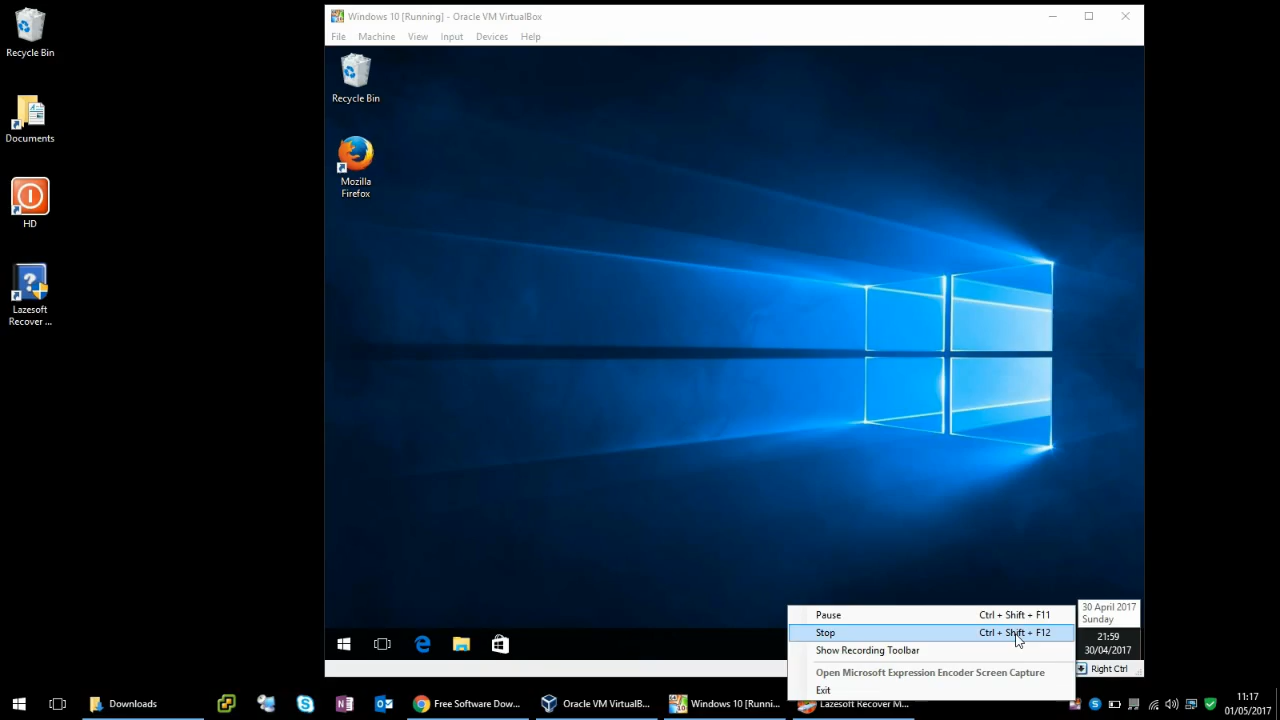 Recycle Bin
Documents
HD
Lazesoft
Recover ...
Windows 10 [Running] - Oracle VM VirtualBox
File Machine View Input Devices Help
Recycle Bin
Mozilla
Firefox
Pause Ctrl + Shift + F11
Stop Ctrl + Shift + F12
Show Recording Toolbar
Open Microsoft Expression Encoder Screen Capture
Exit
30 April 2017
Sunday
21:59
30/04/2017
Right Ctrl
Downloads
Free Software Dow...
Oracle VM VirtualB...
Windows 10 [Runni...
Lazesoft Recover M...
11:17
01/05/2017